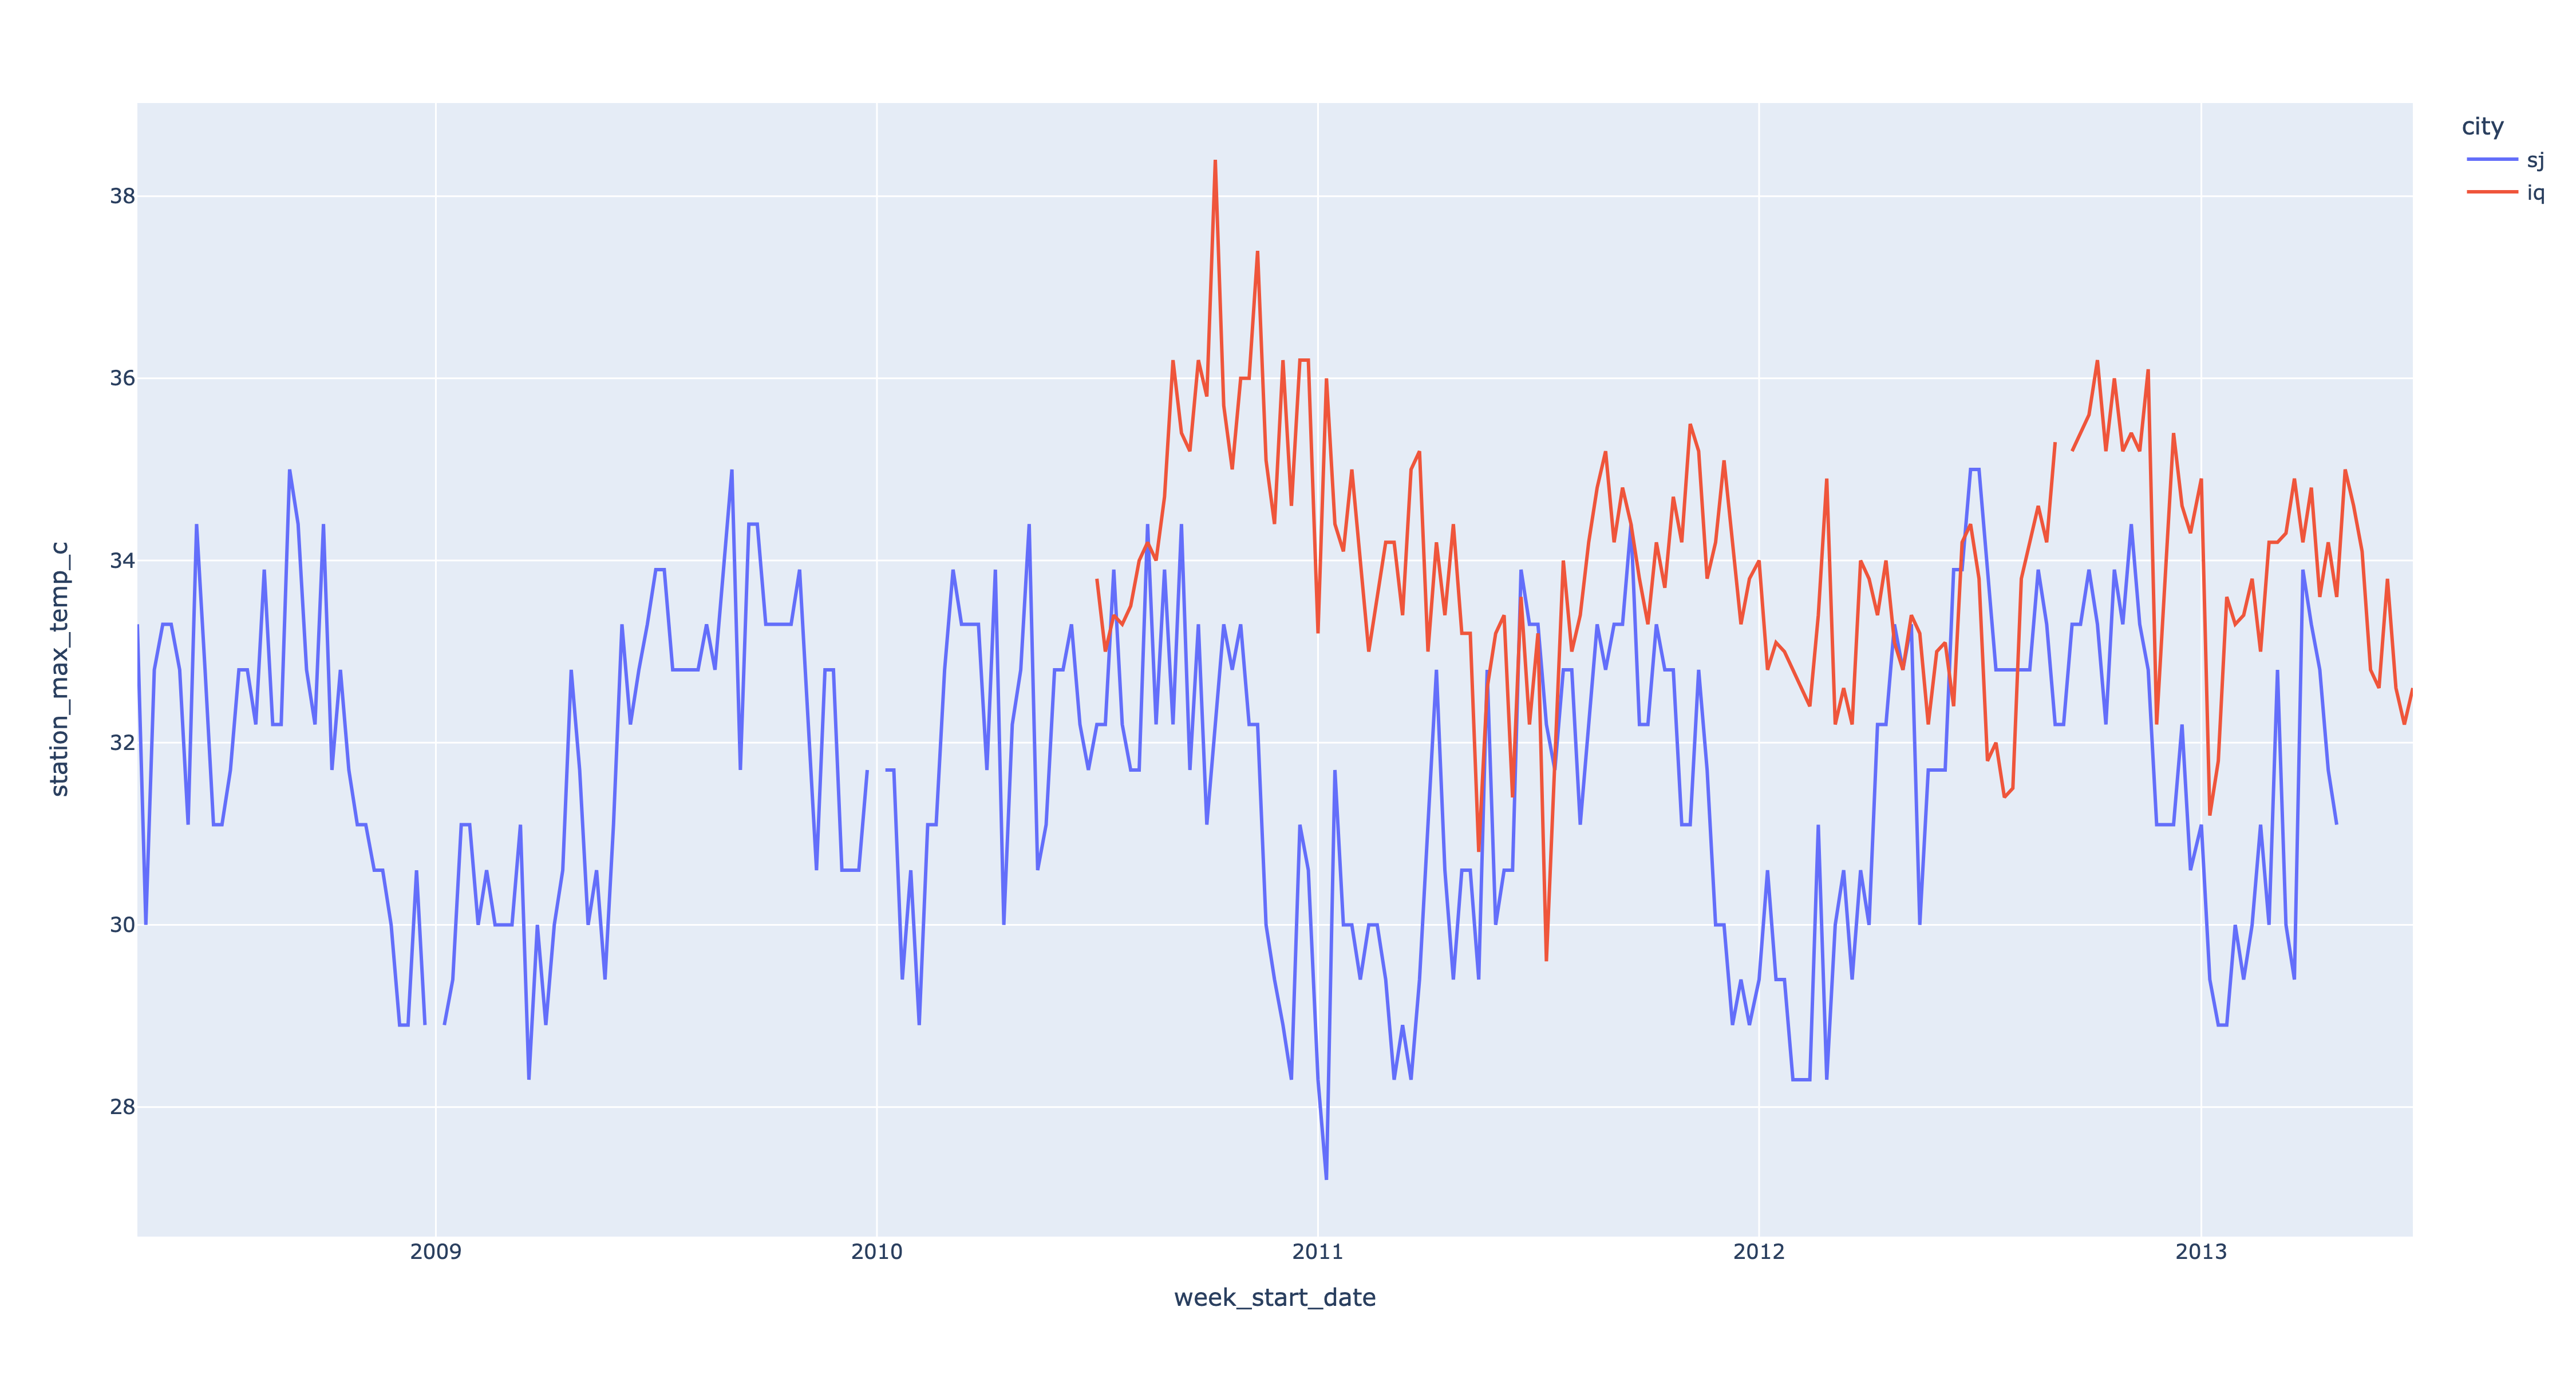 city
sj
iq
station_max_temp_c
38
36
34
32
30
28
2009
2010
2011
2012
2013
week_start_date